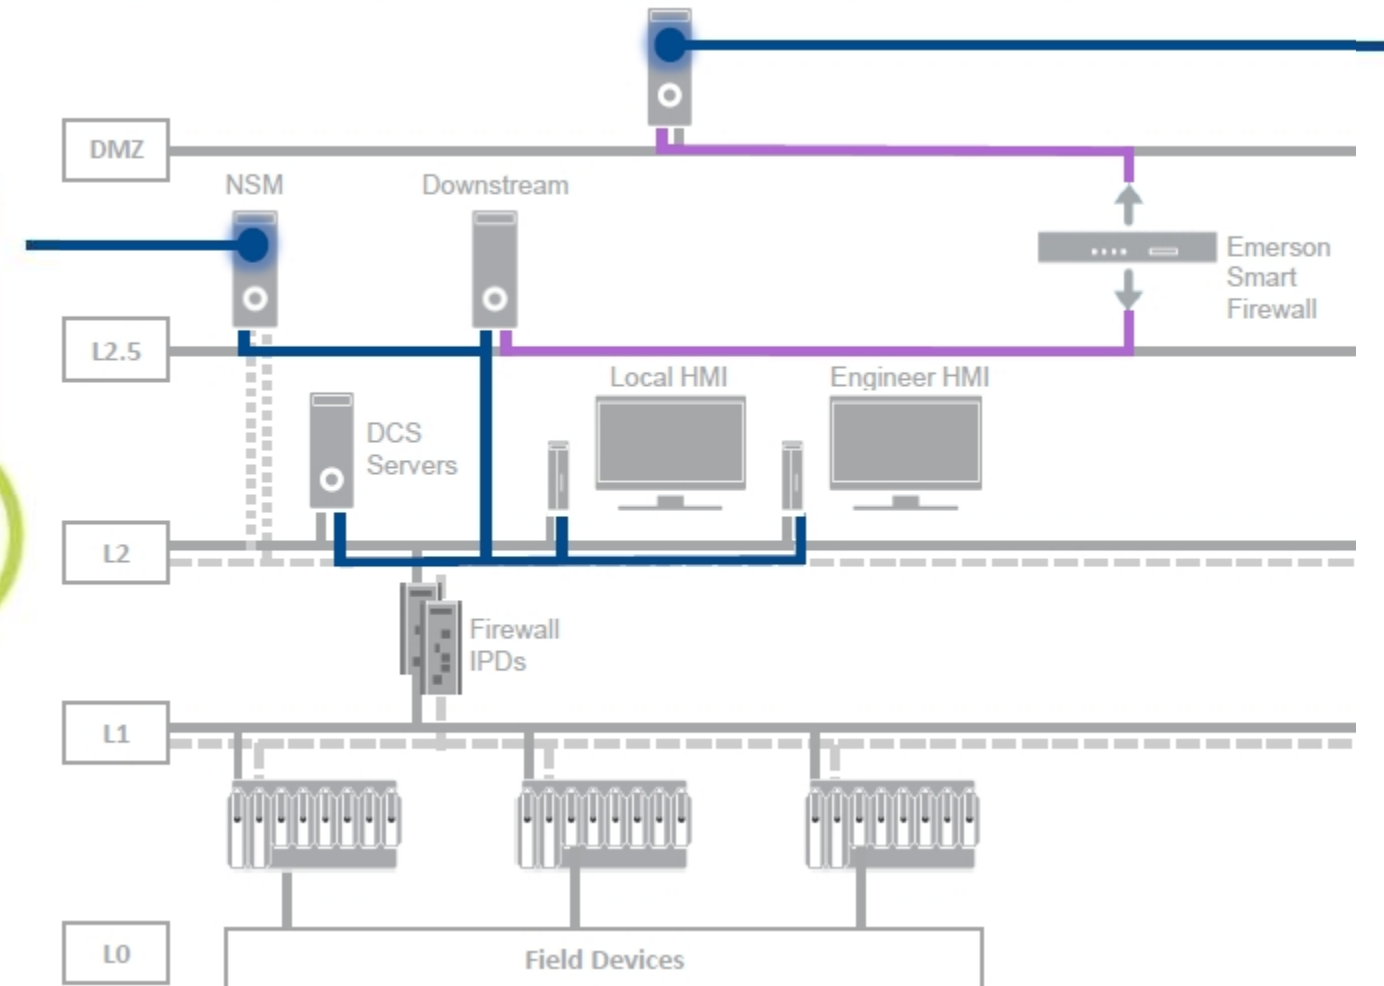 DMZ
NSM
Downstream
Emerson
Smart
Firewall
L2.5
Local HMI
Engineer HMI
DCS
Servers
L2
Firewall
IPDs
L1
L0
Field Devices